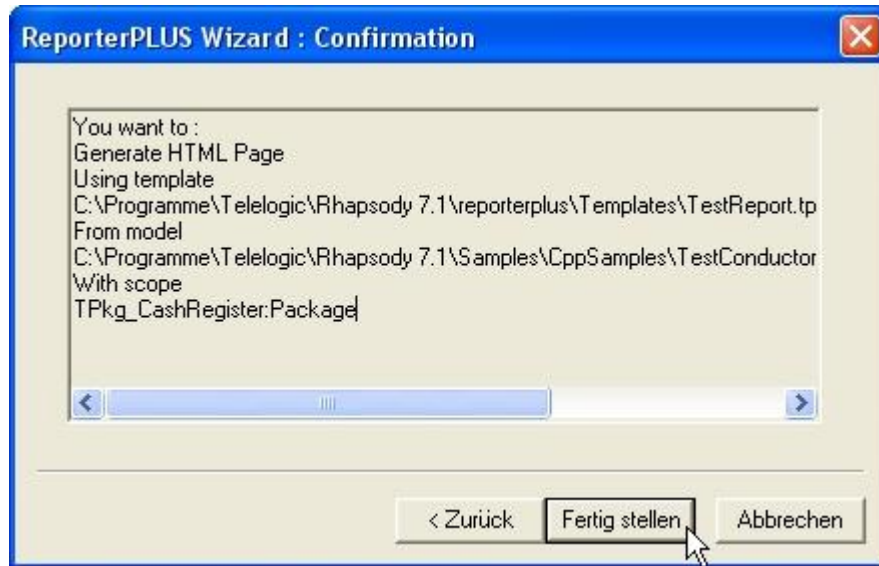 ReporterPLUS Wizard : Confirmation
You want to :
Generate HTML Page
Using template
C:\Programme\Telelogic\Rhapsody 7.1\reporterplus\Templates\TestReport.tp
From model
C:\Programme\Telelogic\Rhapsody 7.1\Samples\CppSamples\TestConductor
With scope
TPkg_CashRegister:Package
< Zurück Fertig stellen Abbrechen